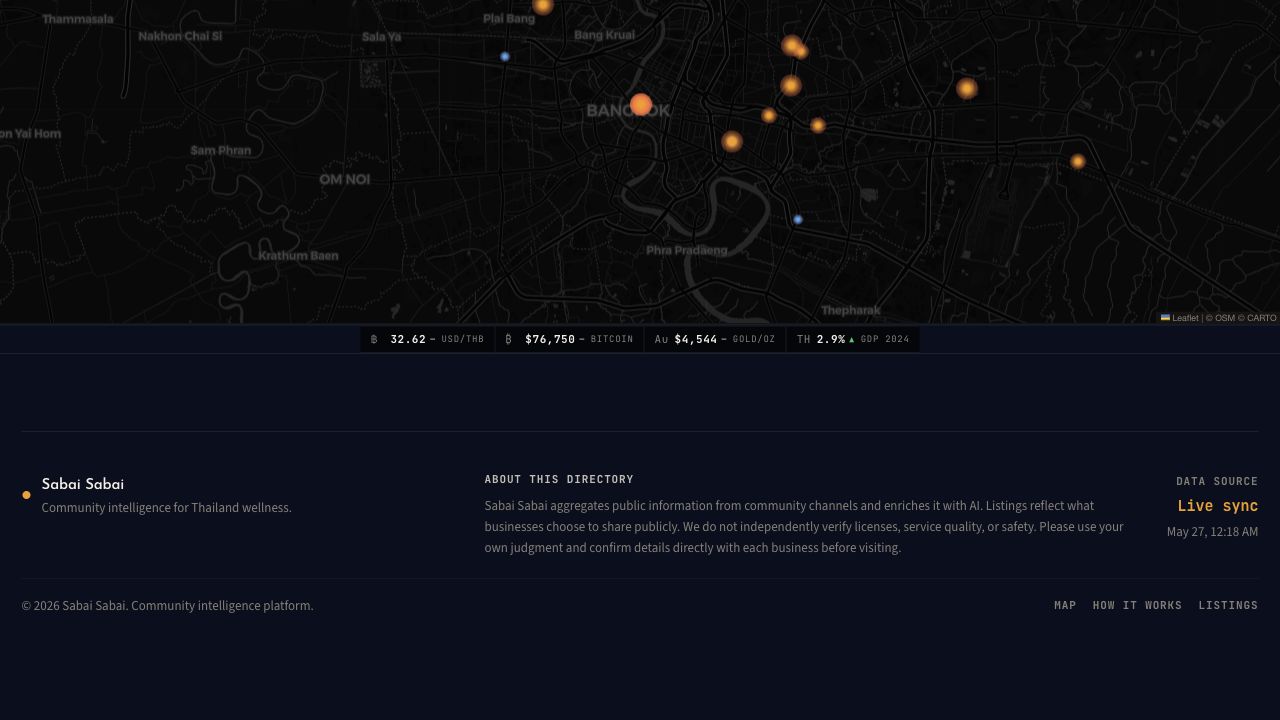 Thammasala
Plai Bang
Nakhon Chai Si
Sala Ya
Bang Kruai
BANGKOK
on Yai Hom
Sam Phran
OM NOI
Phra Pradaeng
Krathum Baen
Thepharak
Leaflet | © OSM © CARTO
฿ 32.62 – USD/THB
₿ $76,750 – BITCOIN
Au $4,544 – GOLD/OZ
TH 2.9% ▲ GDP 2024
Sabai Sabai
Community intelligence for Thailand wellness.
ABOUT THIS DIRECTORY
Sabai Sabai aggregates public information from community channels and enriches it with AI. Listings reflect what
businesses choose to share publicly. We do not independently verify licenses, service quality, or safety. Please use your
own judgment and confirm details directly with each business before visiting.
DATA SOURCE
Live sync
May 27, 12:18 AM
© 2026 Sabai Sabai. Community intelligence platform.
MAP HOW IT WORKS LISTINGS